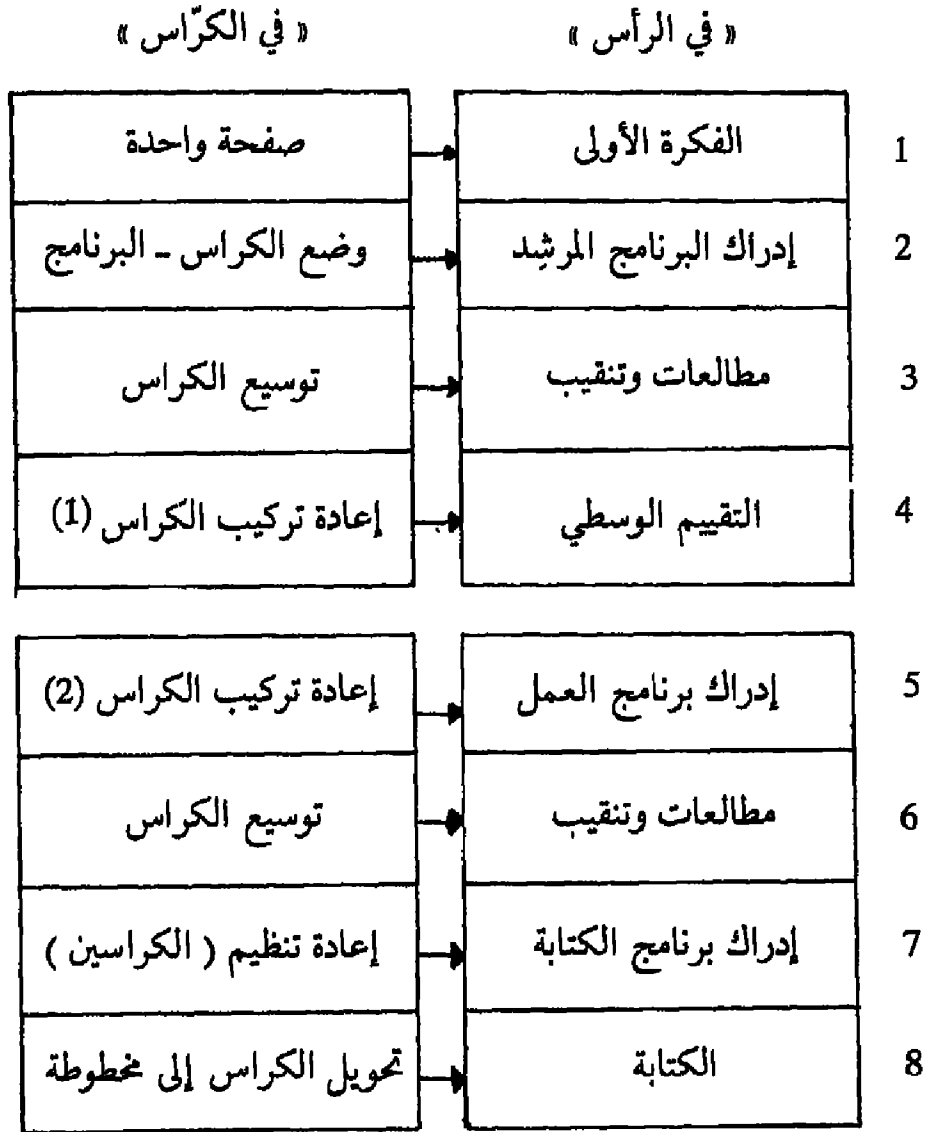 « في الرأس » « في الكرّاس »
1 الفكرة الأولى صفحة واحدة
2 إدراك البرنامج المرشِد وضع الكراس - البرنامج
3 مطالعات وتنقيب توسيع الكراس
4 التقييم الوسطي إعادة تركيب الكراس (1)
5 إدراك برنامج العمل إعادة تركيب الكراس (2)
6 مطالعات وتنقيب توسيع الكراس
7 إدراك برنامج الكتابة إعادة تنظيم ( الكراسين )
8 الكتابة تحويل الكراس إلى مخطوطة